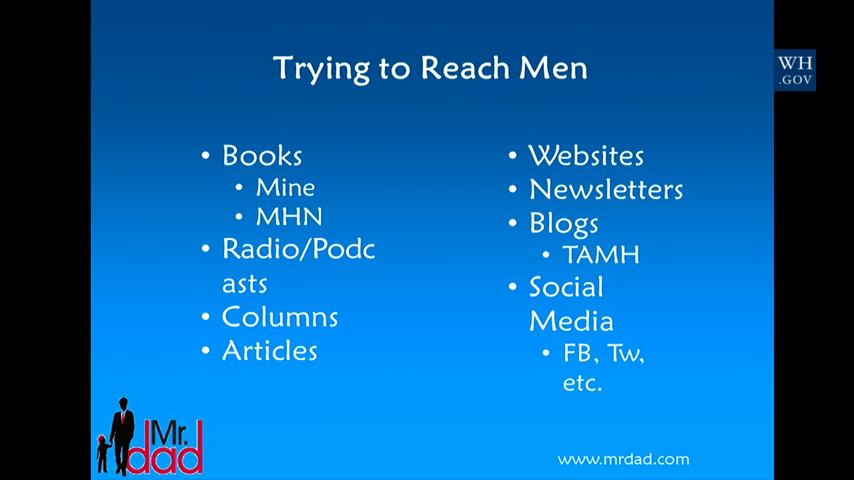 Trying to Reach Men
WH
.GOV
• Books
• Mine
• MHN
• Radio/Podc
asts
• Columns
• Articles
• Websites
• Newsletters
• Blogs
• TAMH
• Social
Media
• FB, Tw,
etc.
Mr.
dad
www.mrdad.com